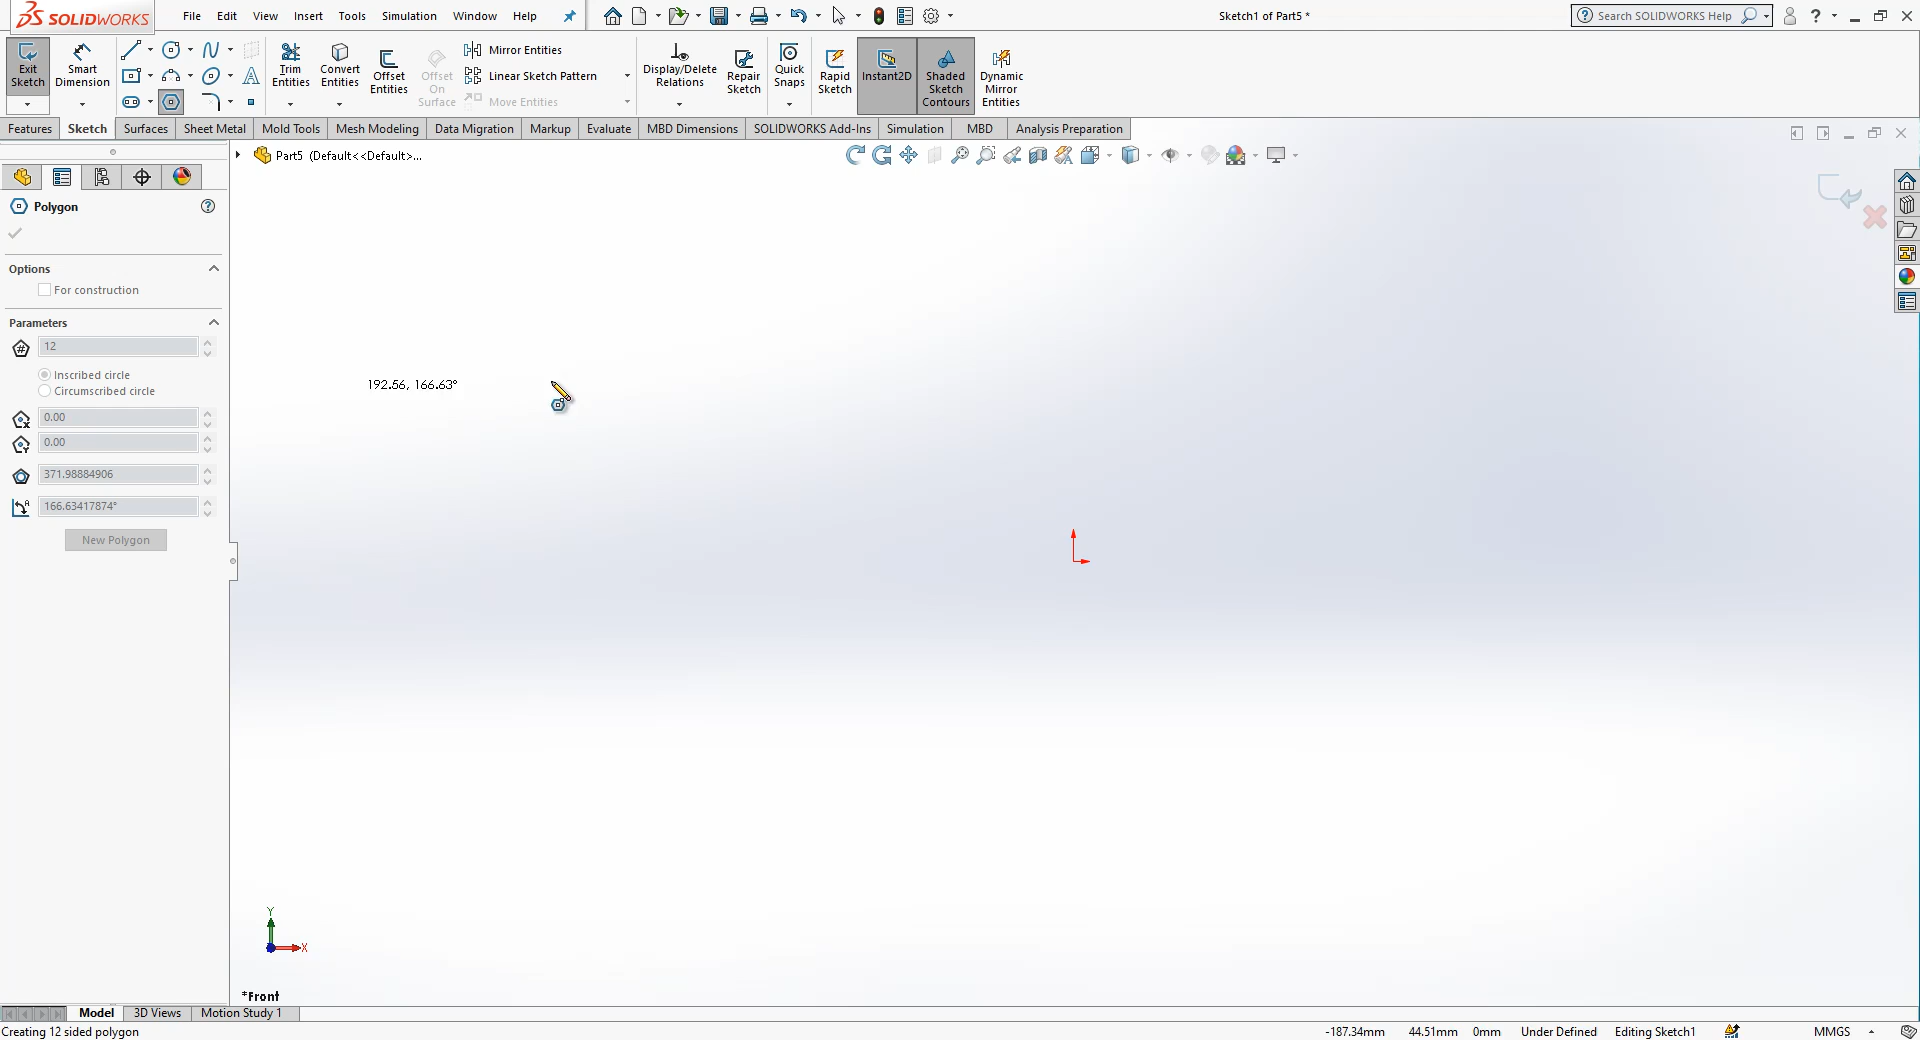 SOLIDWORKS
File Edit View Insert Tools Simulation Window Help
Sketch1 of Part5 *
Search SOLIDWORKS Help
Exit Sketch
Smart Dimension
Trim Entities
Convert Entities
Offset Entities
Offset On Surface
Mirror Entities
Linear Sketch Pattern
Move Entities
Display/Delete Relations
Repair Sketch
Quick Snaps
Rapid Sketch
Instant2D
Shaded Sketch Contours
Dynamic Mirror Entities
Features Sketch Surfaces Sheet Metal Mold Tools Mesh Modeling Data Migration Markup Evaluate MBD Dimensions SOLIDWORKS Add-Ins Simulation MBD Analysis Preparation
Part5 (Default<<Default>...
Polygon
Options
For construction
Parameters
12
Inscribed circle
Circumscribed circle
0.00
0.00
371.98884906
166.63417874°
New Polygon
192.56, 166.63°
Y
X
*Front
Model 3D Views Motion Study 1
Creating 12 sided polygon
-187.34mm 44.51mm 0mm Under Defined Editing Sketch1 MMGS